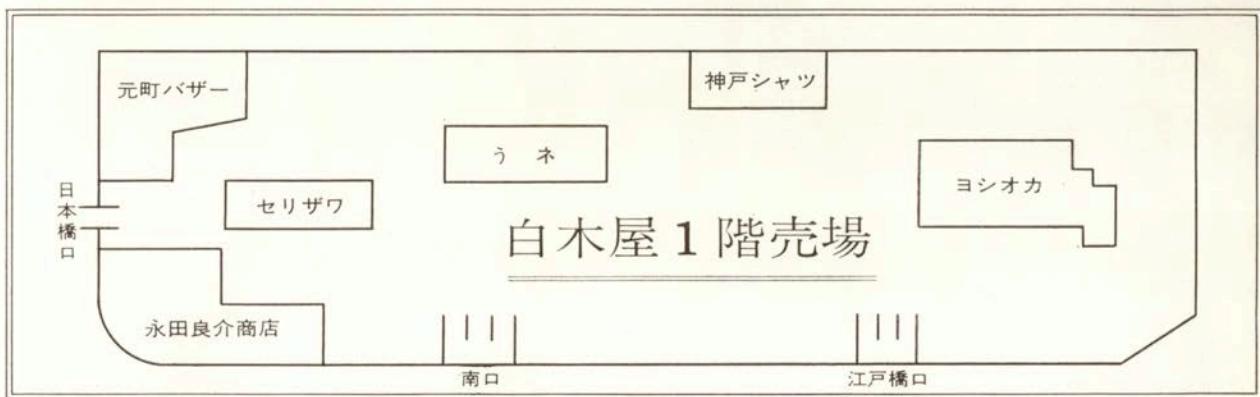 元町バザー
神戸シャツ
う ネ
ヨシオカ
日本橋口
セリザワ
白木屋1階売場
永田良介商店
南口
江戸橋口